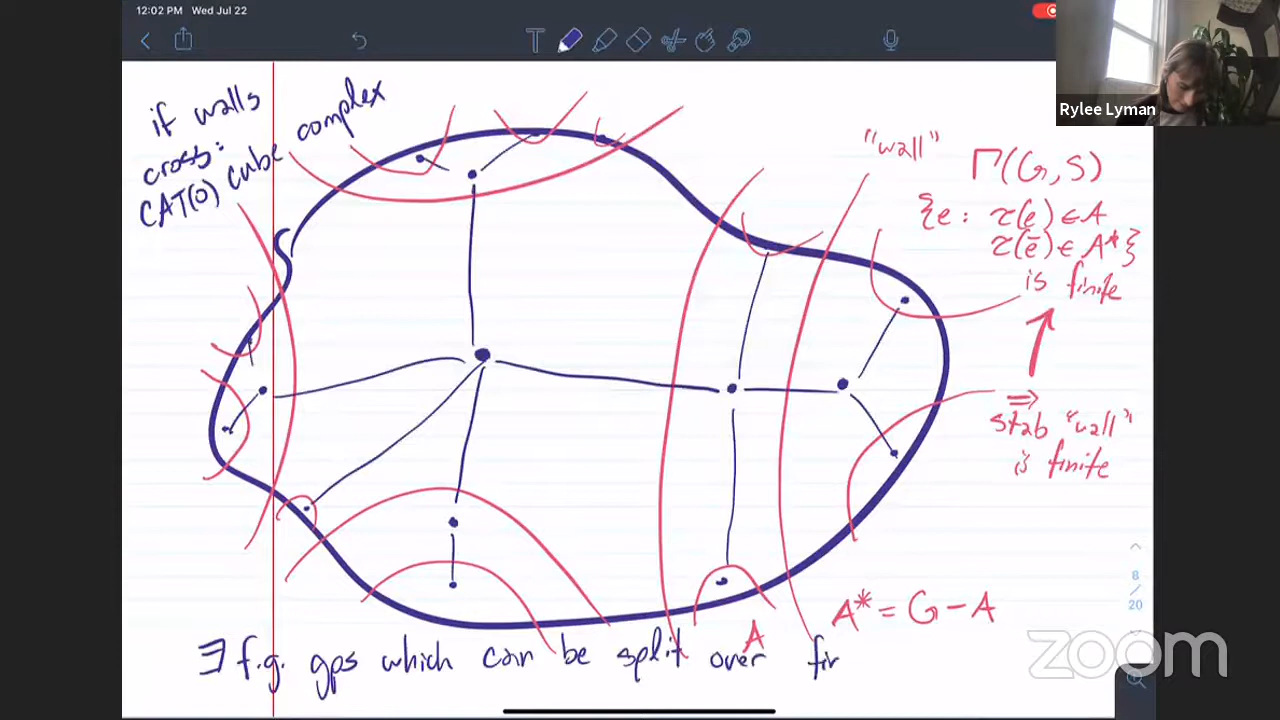 12:02 PM Wed Jul 22
Rylee Lyman
if walls
cross:
CAT(0) cube complex
"wall"
Γ(G,S)
{e: τ(e) ∈ A
τ(ē) ∈ A*}
is finite
⇒
stab "wall"
is finite
8
/
20
A* = G - A
A
∃ f.g. gps which can be split over fir
zoom